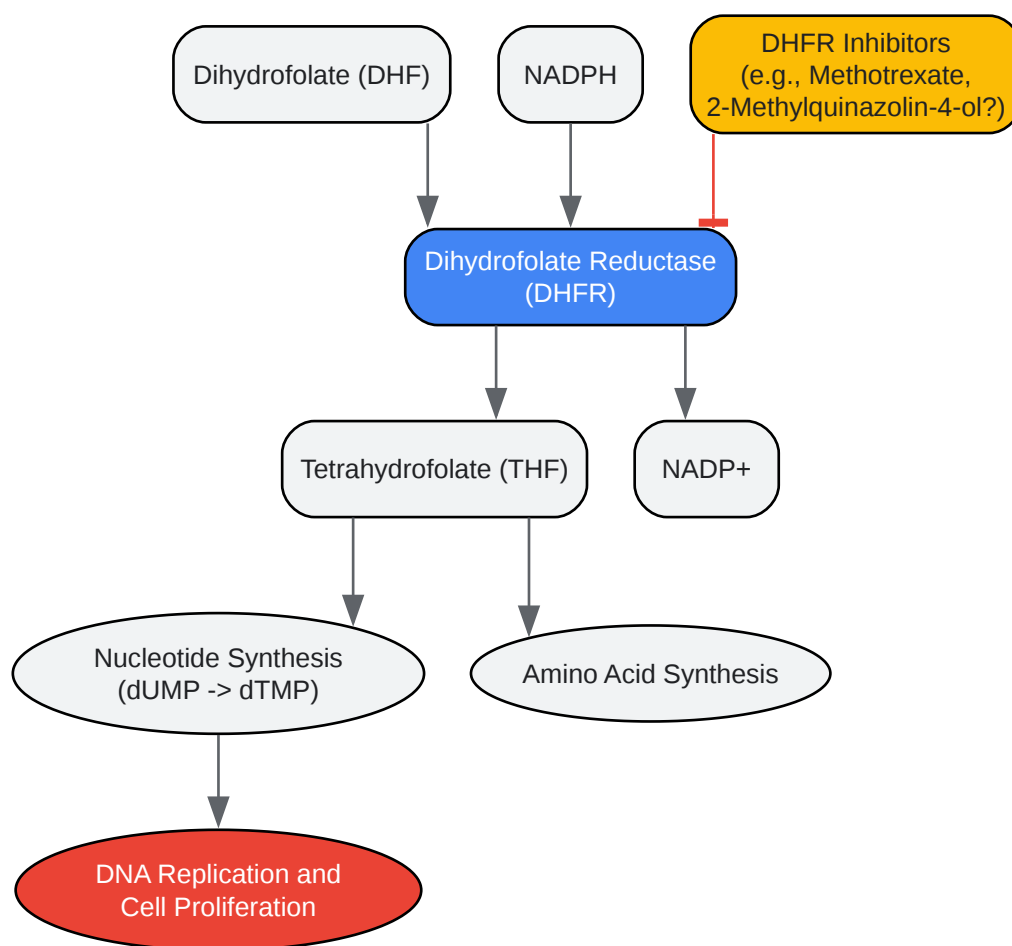 Dihydrofolate (DHF)
NADPH
DHFR Inhibitors
(e.g., Methotrexate,
2-Methylquinazolin-4-ol?)
Dihydrofolate Reductase
(DHFR)
Tetrahydrofolate (THF)
NADP+
Nucleotide Synthesis
(dUMP -> dTMP)
Amino Acid Synthesis
DNA Replication and
Cell Proliferation